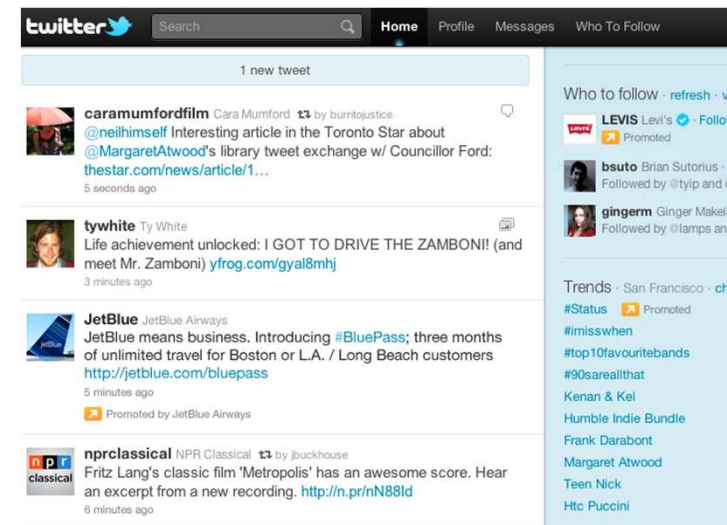 twitter Search Home Profile Messages Who To Follow
1 new tweet
caramumfordfilm Cara Mumford by burritojustice
@neilhimself Interesting article in the Toronto Star about
@MargaretAtwood's library tweet exchange w/ Councillor Ford:
thestar.com/news/article/1…
5 seconds ago
tywhite Ty White
Life achievement unlocked: I GOT TO DRIVE THE ZAMBONI! (and
meet Mr. Zamboni) yfrog.com/gyal8mhj
3 minutes ago
jetBlue
JetBlue JetBlue Airways
JetBlue means business. Introducing #BluePass; three months
of unlimited travel for Boston or L.A. / Long Beach customers
http://jetblue.com/bluepass
5 minutes ago
Promoted by JetBlue Airways
npr
classical
nprclassical NPR Classical by jbuckhouse
Fritz Lang's classic film 'Metropolis' has an awesome score. Hear
an excerpt from a new recording. http://n.pr/nN88Id
6 minutes ago
Who to follow · refresh ·
LEVI'S
LEVIS Levi's · Follo
Promoted
bsuto Brian Sutorius ·
Followed by @tyip and
gingerm Ginger Makel
Followed by @lamps an
Trends · San Francisco · ch
#Status Promoted
#imisswhen
#top10favouritebands
#90sareallthat
Kenan & Kel
Humble Indie Bundle
Frank Darabont
Margaret Atwood
Teen Nick
Htc Puccini